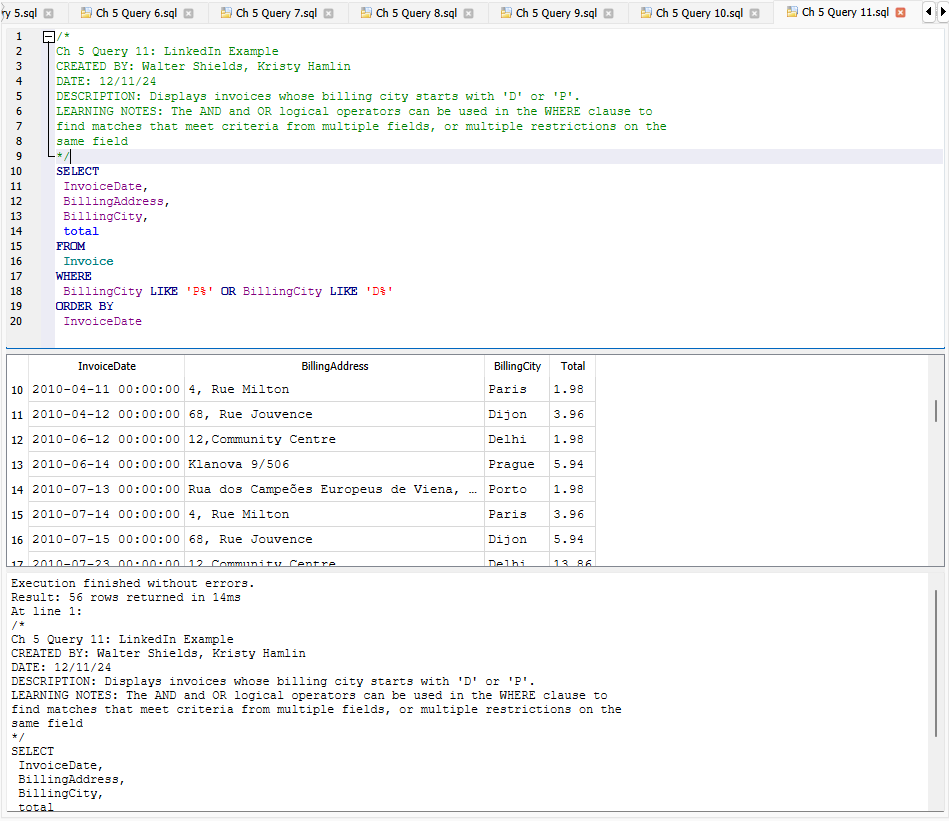 ry 5.sql Ch 5 Query 6.sql Ch 5 Query 7.sql Ch 5 Query 8.sql Ch 5 Query 9.sql Ch 5 Query 10.sql Ch 5 Query 11.sql
1 /*
2 Ch 5 Query 11: LinkedIn Example
3 CREATED BY: Walter Shields, Kristy Hamlin
4 DATE: 12/11/24
5 DESCRIPTION: Displays invoices whose billing city starts with 'D' or 'P'.
6 LEARNING NOTES: The AND and OR logical operators can be used in the WHERE clause to
7 find matches that meet criteria from multiple fields, or multiple restrictions on the
8 same field
9 */
10 SELECT
11 InvoiceDate,
12 BillingAddress,
13 BillingCity,
14 total
15 FROM
16 Invoice
17 WHERE
18 BillingCity LIKE 'P%' OR BillingCity LIKE 'D%'
19 ORDER BY
20 InvoiceDate
InvoiceDate BillingAddress BillingCity Total
10 2010-04-11 00:00:00 4, Rue Milton Paris 1.98
11 2010-04-12 00:00:00 68, Rue Jouvence Dijon 3.96
12 2010-06-12 00:00:00 12,Community Centre Delhi 1.98
13 2010-06-14 00:00:00 Klanova 9/506 Prague 5.94
14 2010-07-13 00:00:00 Rua dos Campeões Europeus de Viena, … Porto 1.98
15 2010-07-14 00:00:00 4, Rue Milton Paris 3.96
16 2010-07-15 00:00:00 68, Rue Jouvence Dijon 5.94
17 2010-07-23 00:00:00 12,Community Centre Delhi 13.86
Execution finished without errors.
Result: 56 rows returned in 14ms
At line 1:
/*
Ch 5 Query 11: LinkedIn Example
CREATED BY: Walter Shields, Kristy Hamlin
DATE: 12/11/24
DESCRIPTION: Displays invoices whose billing city starts with 'D' or 'P'.
LEARNING NOTES: The AND and OR logical operators can be used in the WHERE clause to
find matches that meet criteria from multiple fields, or multiple restrictions on the
same field
*/
SELECT
InvoiceDate,
BillingAddress,
BillingCity,
total